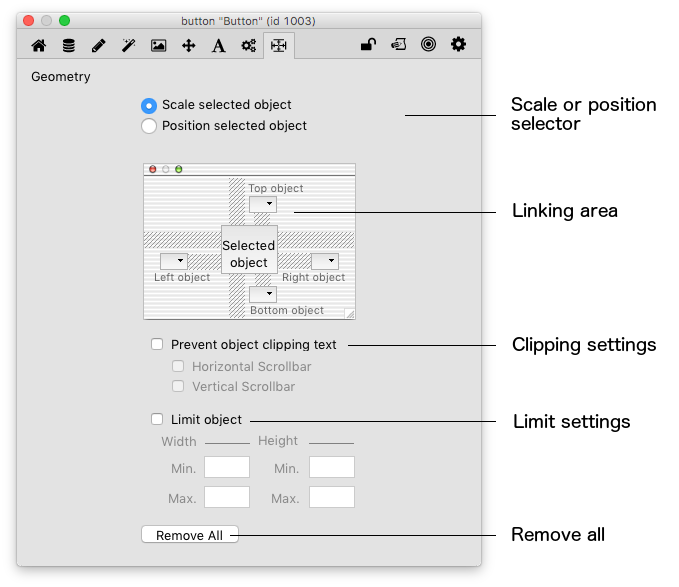 button "Button" (id 1003)
Geometry
Scale selected object
Position selected object
Scale or position
selector
Top object
Linking area
Selected
object
Left object
Right object
Bottom object
Prevent object clipping text
Clipping settings
Horizontal Scrollbar
Vertical Scrollbar
Limit object
Limit settings
Width
Height
Min.
Min.
Max.
Max.
Remove All
Remove all